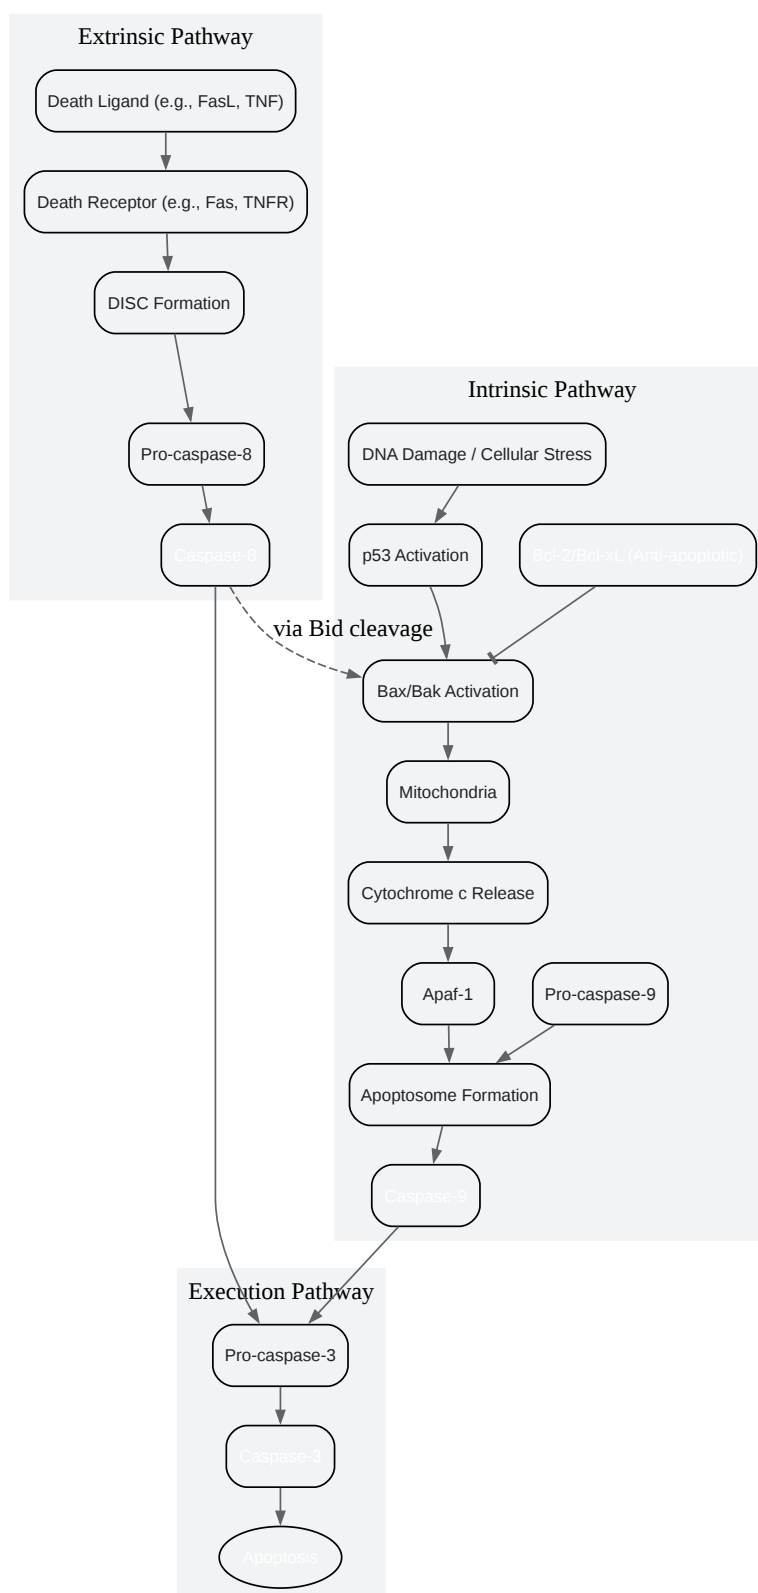 Extrinsic Pathway
Death Ligand (e.g., FasL, TNF)
Death Receptor (e.g., Fas, TNFR)
DISC Formation
Pro-caspase-8
Caspase-8
via Bid cleavage
Intrinsic Pathway
DNA Damage / Cellular Stress
p53 Activation
Bcl-2/Bcl-xL (Anti-apoptotic)
Bax/Bak Activation
Mitochondria
Cytochrome c Release
Apaf-1
Pro-caspase-9
Apoptosome Formation
Caspase-9
Execution Pathway
Pro-caspase-3
Caspase-3
Apoptosis